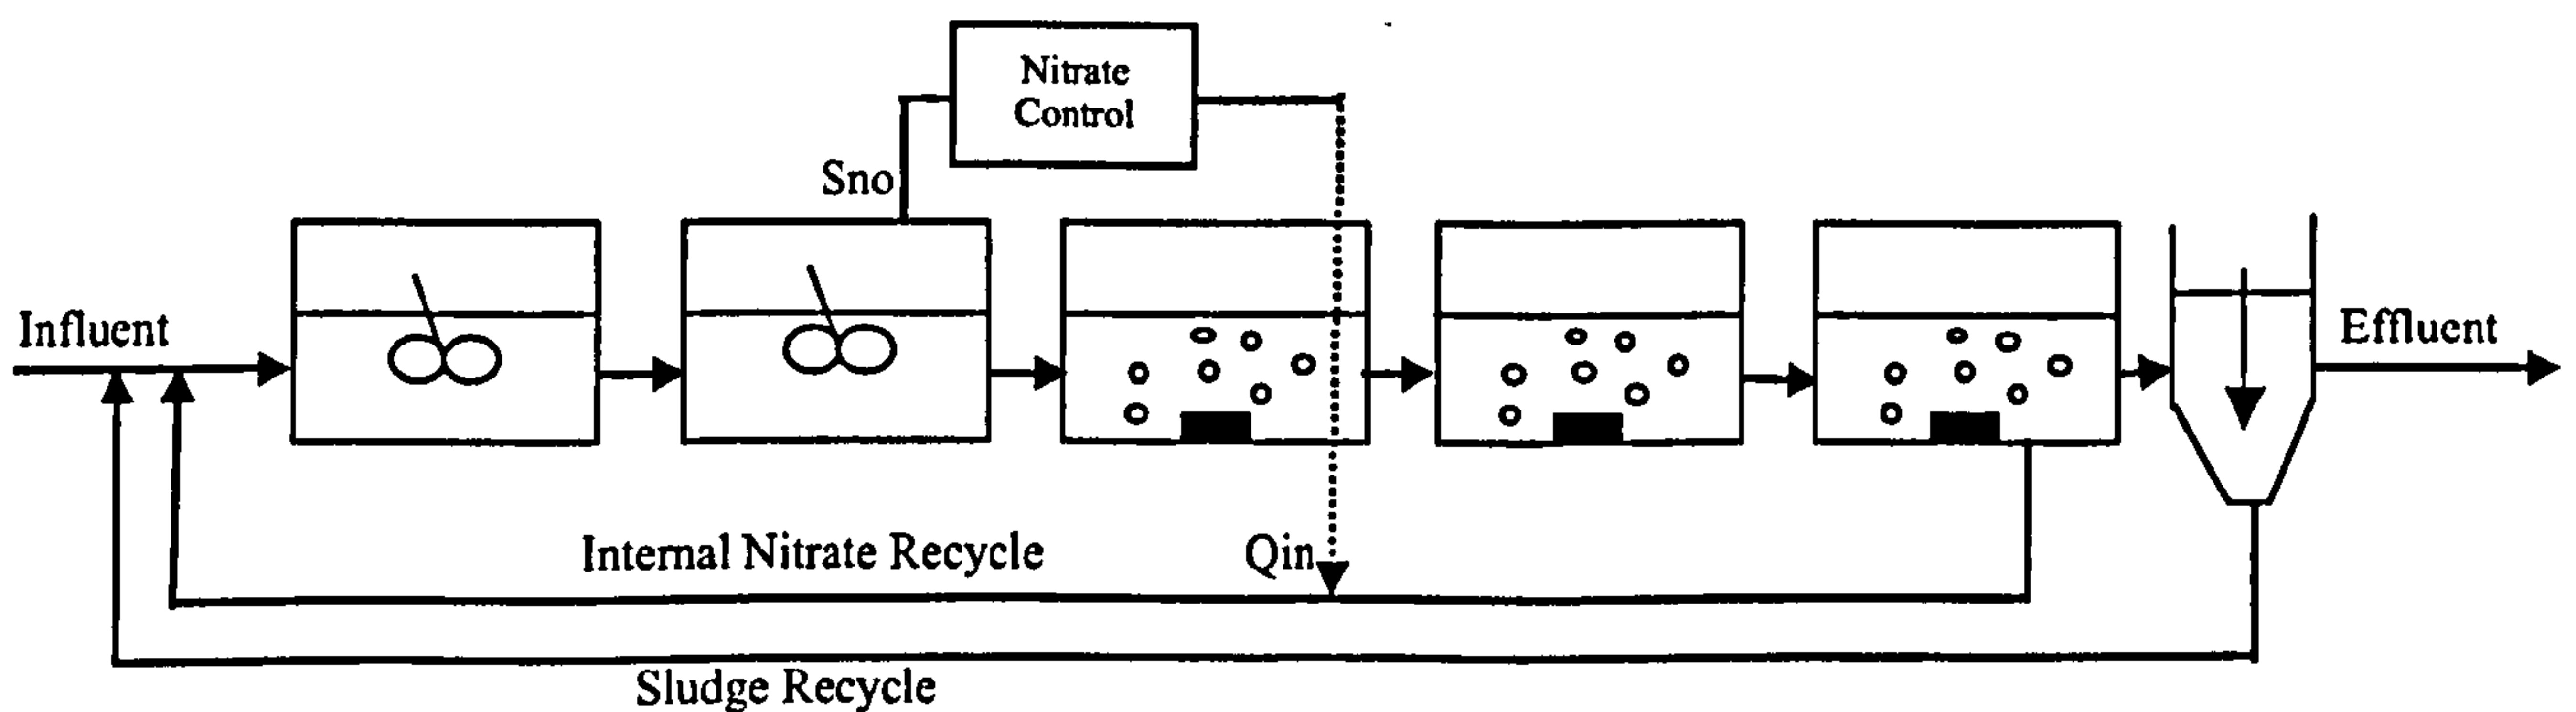 Nitrate
Control
Sno
Influent
Effluent
Internal Nitrate Recycle
Qin
Sludge Recycle